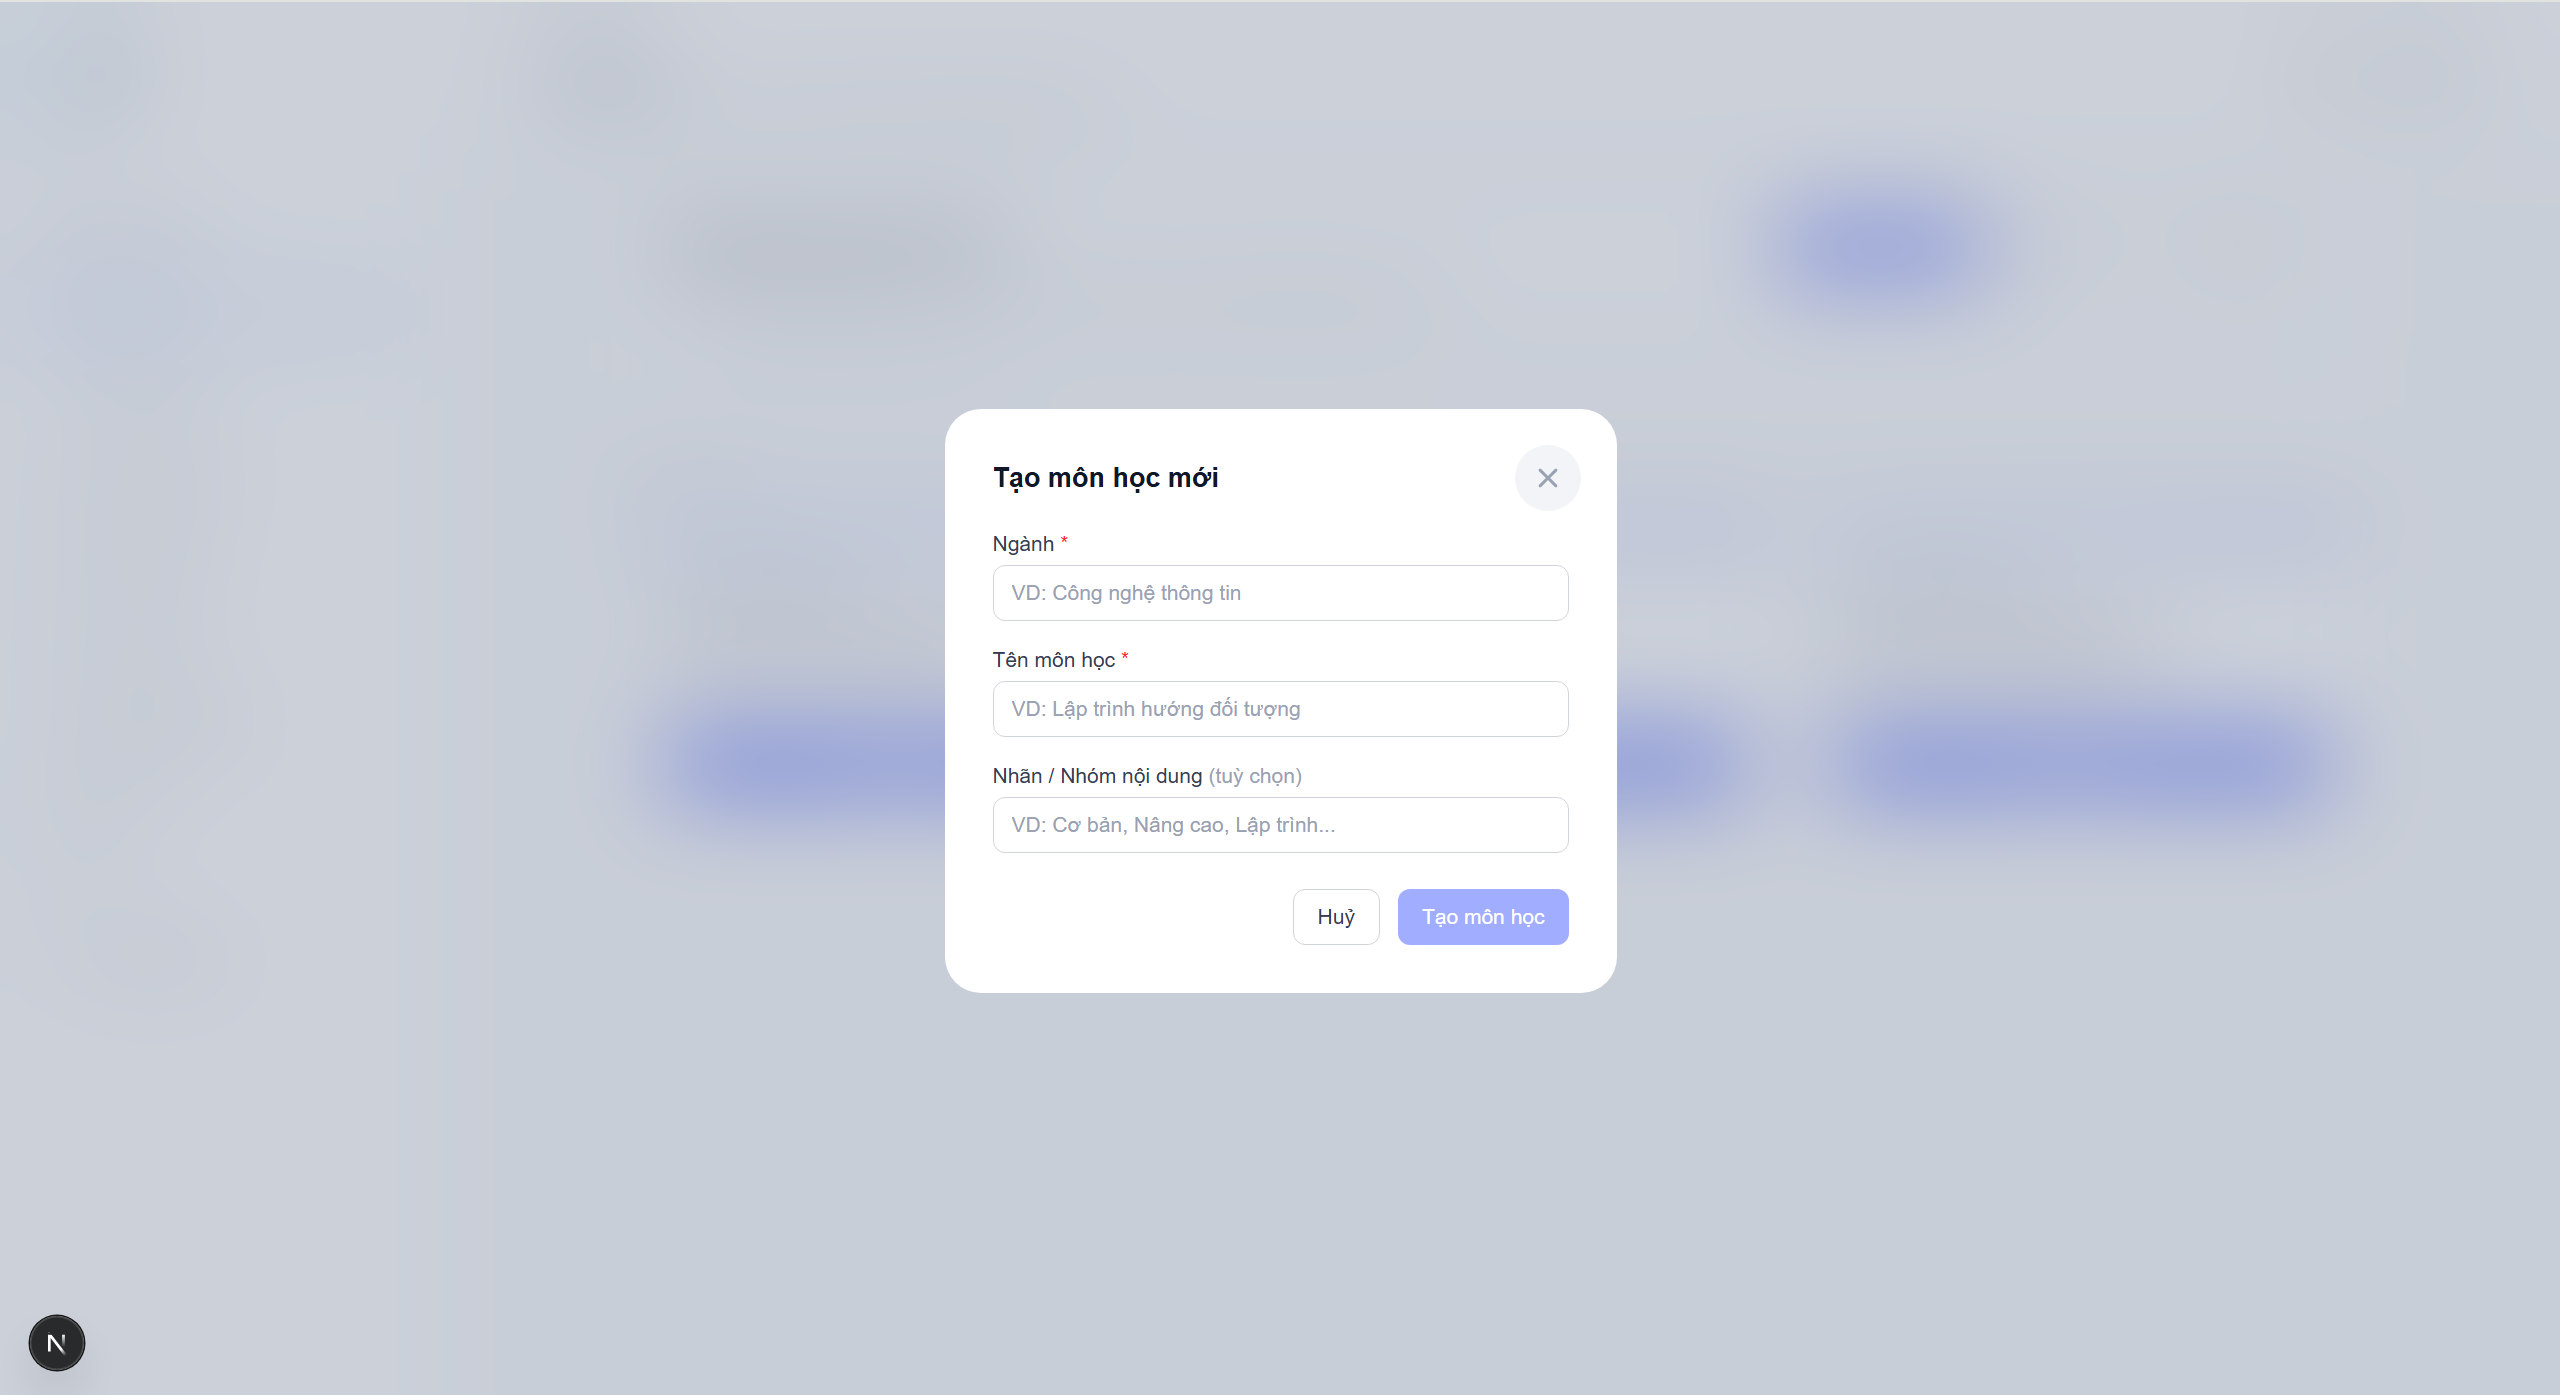 Tạo môn học mới
Ngành *
VD: Công nghệ thông tin
Tên môn học *
VD: Lập trình hướng đối tượng
Nhãn / Nhóm nội dung (tuỳ chọn)
VD: Cơ bản, Nâng cao, Lập trình...
Huỷ
Tạo môn học
N